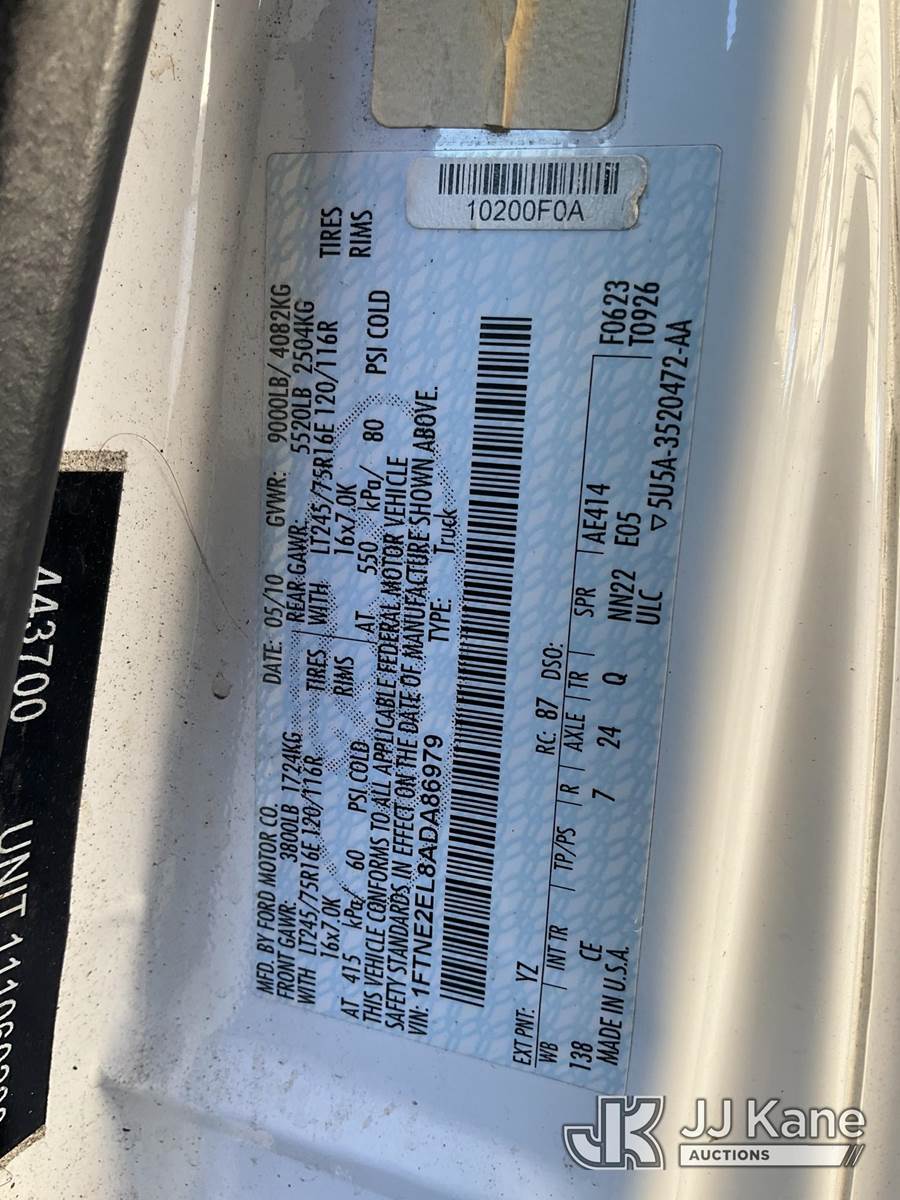 10200F0A
MFD. BY FORD MOTOR CO. DATE: 05/10 GVWR: 9000LB/ 4082KG
FRONT GAWR: 3800LB 1724KG REAR GAWR: 5520LB 2504KG
WITH LT245/75R16E 120/116R TIRES WITH LT245/75R16E 120/116R TIRES
16x7.0K RIMS 16x7.0K RIMS
AT 415 kPa/ 60 PSI COLD AT 550 kPa/ 80 PSI COLD
THIS VEHICLE CONFORMS TO ALL APPLICABLE FEDERAL MOTOR VEHICLE
SAFETY STANDARDS IN EFFECT ON THE DATE OF MANUFACTURE SHOWN ABOVE.
VIN: 1FTNE2EL8ADA86979 TYPE: Truck
EXT PNT: YZ RC: 87 DSO: F0623
WB INT TR TP/PS R AXLE TR SPR AE414 T0926
138 CE 7 24 Q NN22 E05
MADE IN U.S.A. ULC ▽5U5A-3520472-AA
443700 UNIT
JJ Kane
AUCTIONS